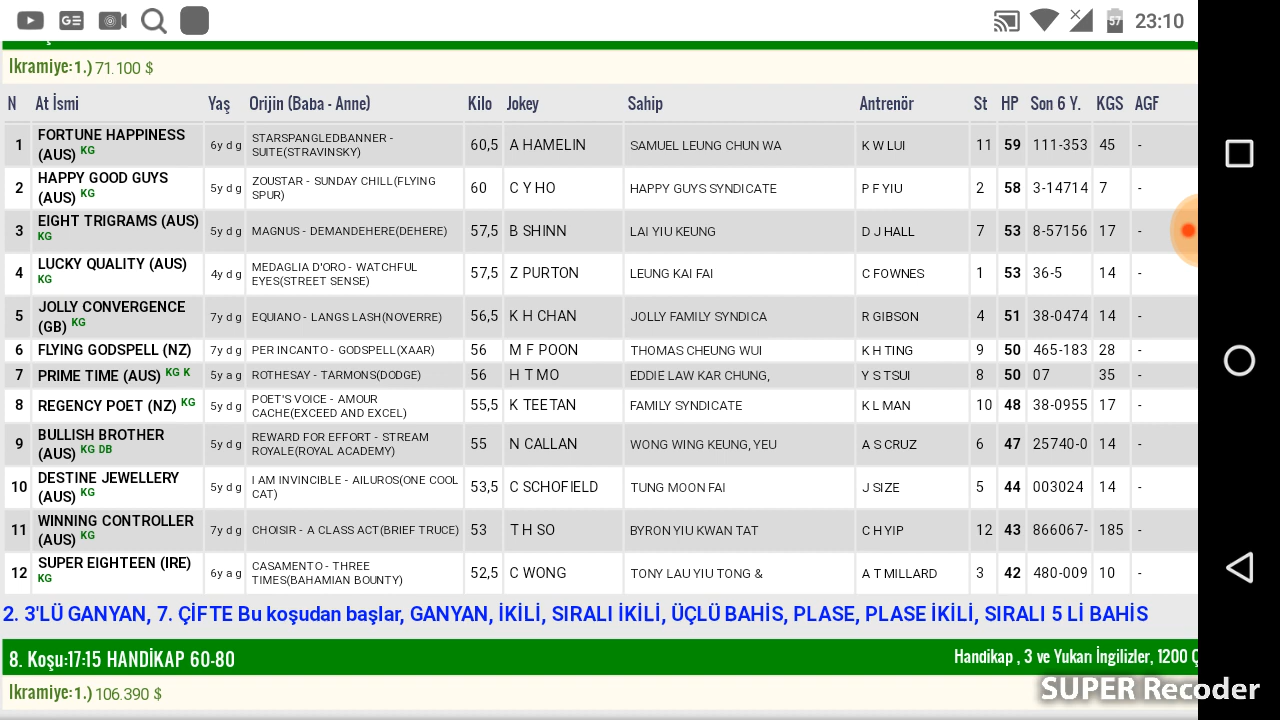 57 23:10
Ikramiye:1.) 71.100 $
N At İsmi Yaş Orijin (Baba - Anne) Kilo Jokey Sahip Antrenör St HP Son 6 Y. KGS AGF
1 FORTUNE HAPPINESS (AUS) KG 6y d g STARSPANGLEDBANNER - SUITE(STRAVINSKY) 60,5 A HAMELIN SAMUEL LEUNG CHUN WA K W LUI 11 59 111-353 45 -
2 HAPPY GOOD GUYS (AUS) KG 5y d g ZOUSTAR - SUNDAY CHILL(FLYING SPUR) 60 C Y HO HAPPY GUYS SYNDICATE P F YIU 2 58 3-14714 7 -
3 EIGHT TRIGRAMS (AUS) KG 5y d g MAGNUS - DEMANDEHERE(DEHERE) 57,5 B SHINN LAI YIU KEUNG D J HALL 7 53 8-57156 17 -
4 LUCKY QUALITY (AUS) KG 4y d g MEDAGLIA D'ORO - WATCHFUL EYES(STREET SENSE) 57,5 Z PURTON LEUNG KAI FAI C FOWNES 1 53 36-5 14 -
5 JOLLY CONVERGENCE (GB) KG 7y d g EQUIANO - LANGS LASH(NOVERRE) 56,5 K H CHAN JOLLY FAMILY SYNDICA R GIBSON 4 51 38-0474 14 -
6 FLYING GODSPELL (NZ) 7y d g PER INCANTO - GODSPELL(XAAR) 56 M F POON THOMAS CHEUNG WUI K H TING 9 50 465-183 28 -
7 PRIME TIME (AUS) KG K 5y a g ROTHESAY - TARMONS(DODGE) 56 H T MO EDDIE LAW KAR CHUNG, Y S TSUI 8 50 07 35 -
8 REGENCY POET (NZ) KG 5y d g POET'S VOICE - AMOUR CACHE(EXCEED AND EXCEL) 55,5 K TEETAN FAMILY SYNDICATE K L MAN 10 48 38-0955 17 -
9 BULLISH BROTHER (AUS) KG DB 5y d g REWARD FOR EFFORT - STREAM ROYALE(ROYAL ACADEMY) 55 N CALLAN WONG WING KEUNG, YEU A S CRUZ 6 47 25740-0 14 -
10 DESTINE JEWELLERY (AUS) KG 5y d g I AM INVINCIBLE - AILUROS(ONE COOL CAT) 53,5 C SCHOFIELD TUNG MOON FAI J SIZE 5 44 003024 14 -
11 WINNING CONTROLLER (AUS) KG 7y d g CHOISIR - A CLASS ACT(BRIEF TRUCE) 53 T H SO BYRON YIU KWAN TAT C H YIP 12 43 866067- 185 -
12 SUPER EIGHTEEN (IRE) KG 6y a g CASAMENTO - THREE TIMES(BAHAMIAN BOUNTY) 52,5 C WONG TONY LAU YIU TONG & A T MILLARD 3 42 480-009 10 -
2. 3'LÜ GANYAN, 7. ÇİFTE Bu koşudan başlar, GANYAN, İKİLİ, SIRALI İKİLİ, ÜÇLÜ BAHİS, PLASE, PLASE İKİLİ, SIRALI 5 Lİ BAHİS
8. Koşu:17:15 HANDİKAP 60-80 Handikap , 3 ve Yukarı İngilizler, 1200 Ç
Ikramiye:1.) 106.390 $
SUPER Recoder